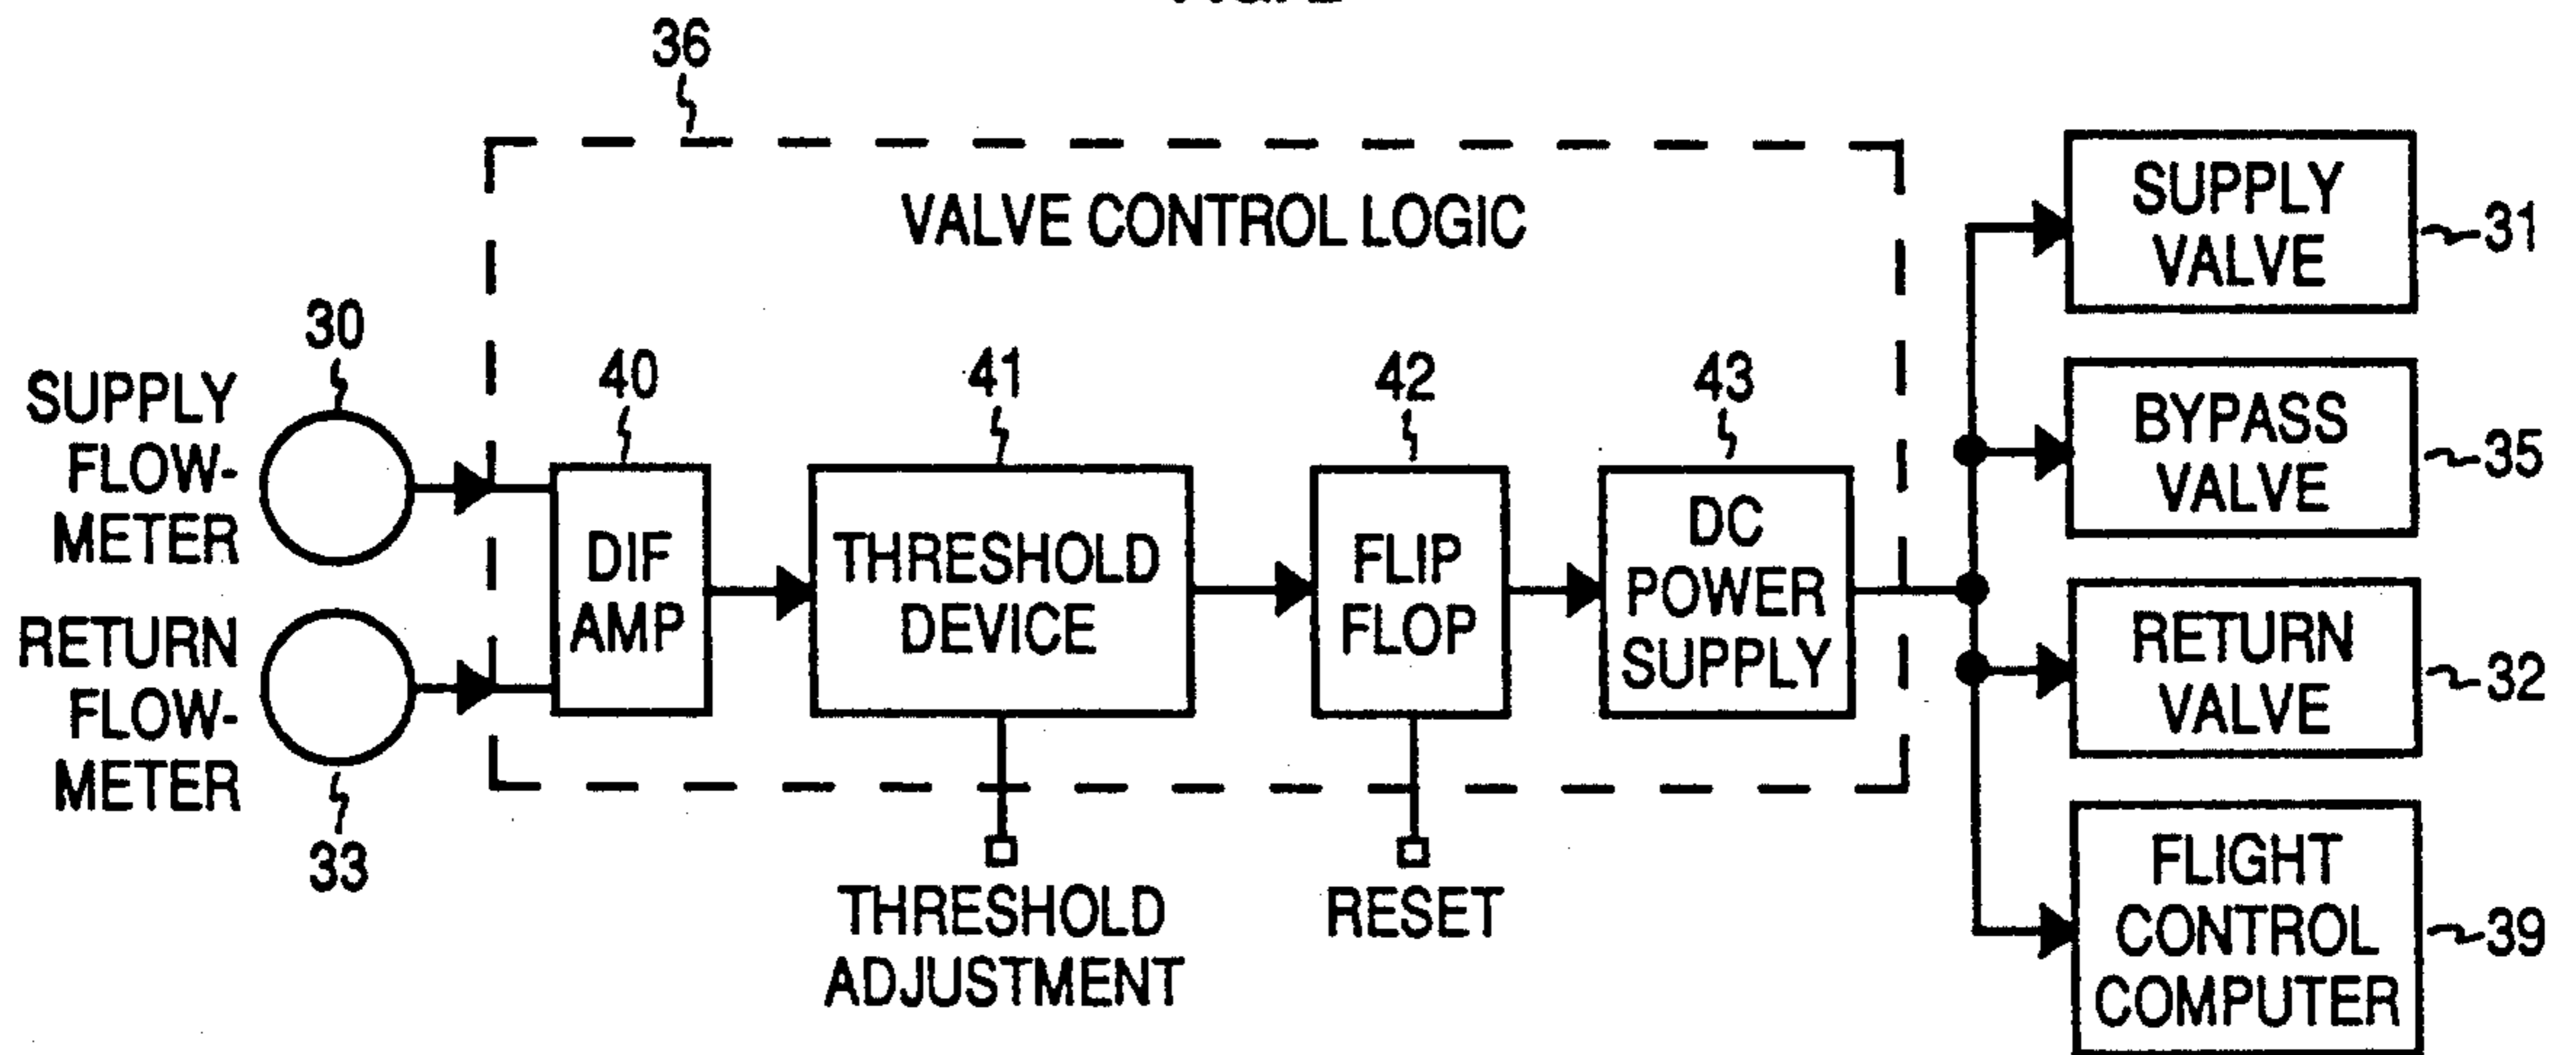 36
VALVE CONTROL LOGIC
SUPPLY
VALVE
31
30
SUPPLY
FLOW-
METER
40
DIF
AMP
41
THRESHOLD
DEVICE
42
FLIP
FLOP
43
DC
POWER
SUPPLY
BYPASS
VALVE
35
RETURN
FLOW-
METER
33
RETURN
VALVE
32
THRESHOLD
ADJUSTMENT
RESET
FLIGHT
CONTROL
COMPUTER
39